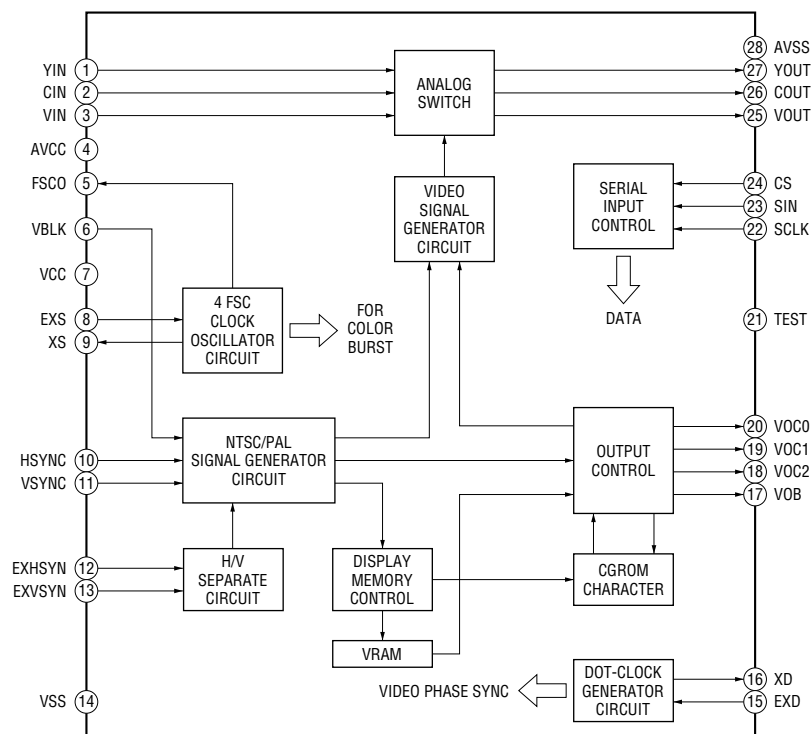 28 AVSS
YIN 1
ANALOG
SWITCH
27 YOUT
CIN 2
26 COUT
VIN 3
25 VOUT
AVCC 4
FSCO 5
VIDEO
SIGNAL
GENERATOR
CIRCUIT
SERIAL
INPUT
CONTROL
24 CS
23 SIN
22 SCLK
VBLK 6
VCC 7
4 FSC
CLOCK
OSCILLATOR
CIRCUIT
FOR
COLOR
BURST
DATA
EXS 8
XS 9
21 TEST
NTSC/PAL
SIGNAL GENERATOR
CIRCUIT
OUTPUT
CONTROL
20 VOC0
19 VOC1
18 VOC2
17 VOB
HSYNC 10
VSYNC 11
EXHSYN 12
EXVSYN 13
H/V
SEPARATE
CIRCUIT
DISPLAY
MEMORY
CONTROL
CGROM
CHARACTER
VRAM
VIDEO PHASE SYNC
DOT-CLOCK
GENERATOR
CIRCUIT
16 XD
15 EXD
VSS 14